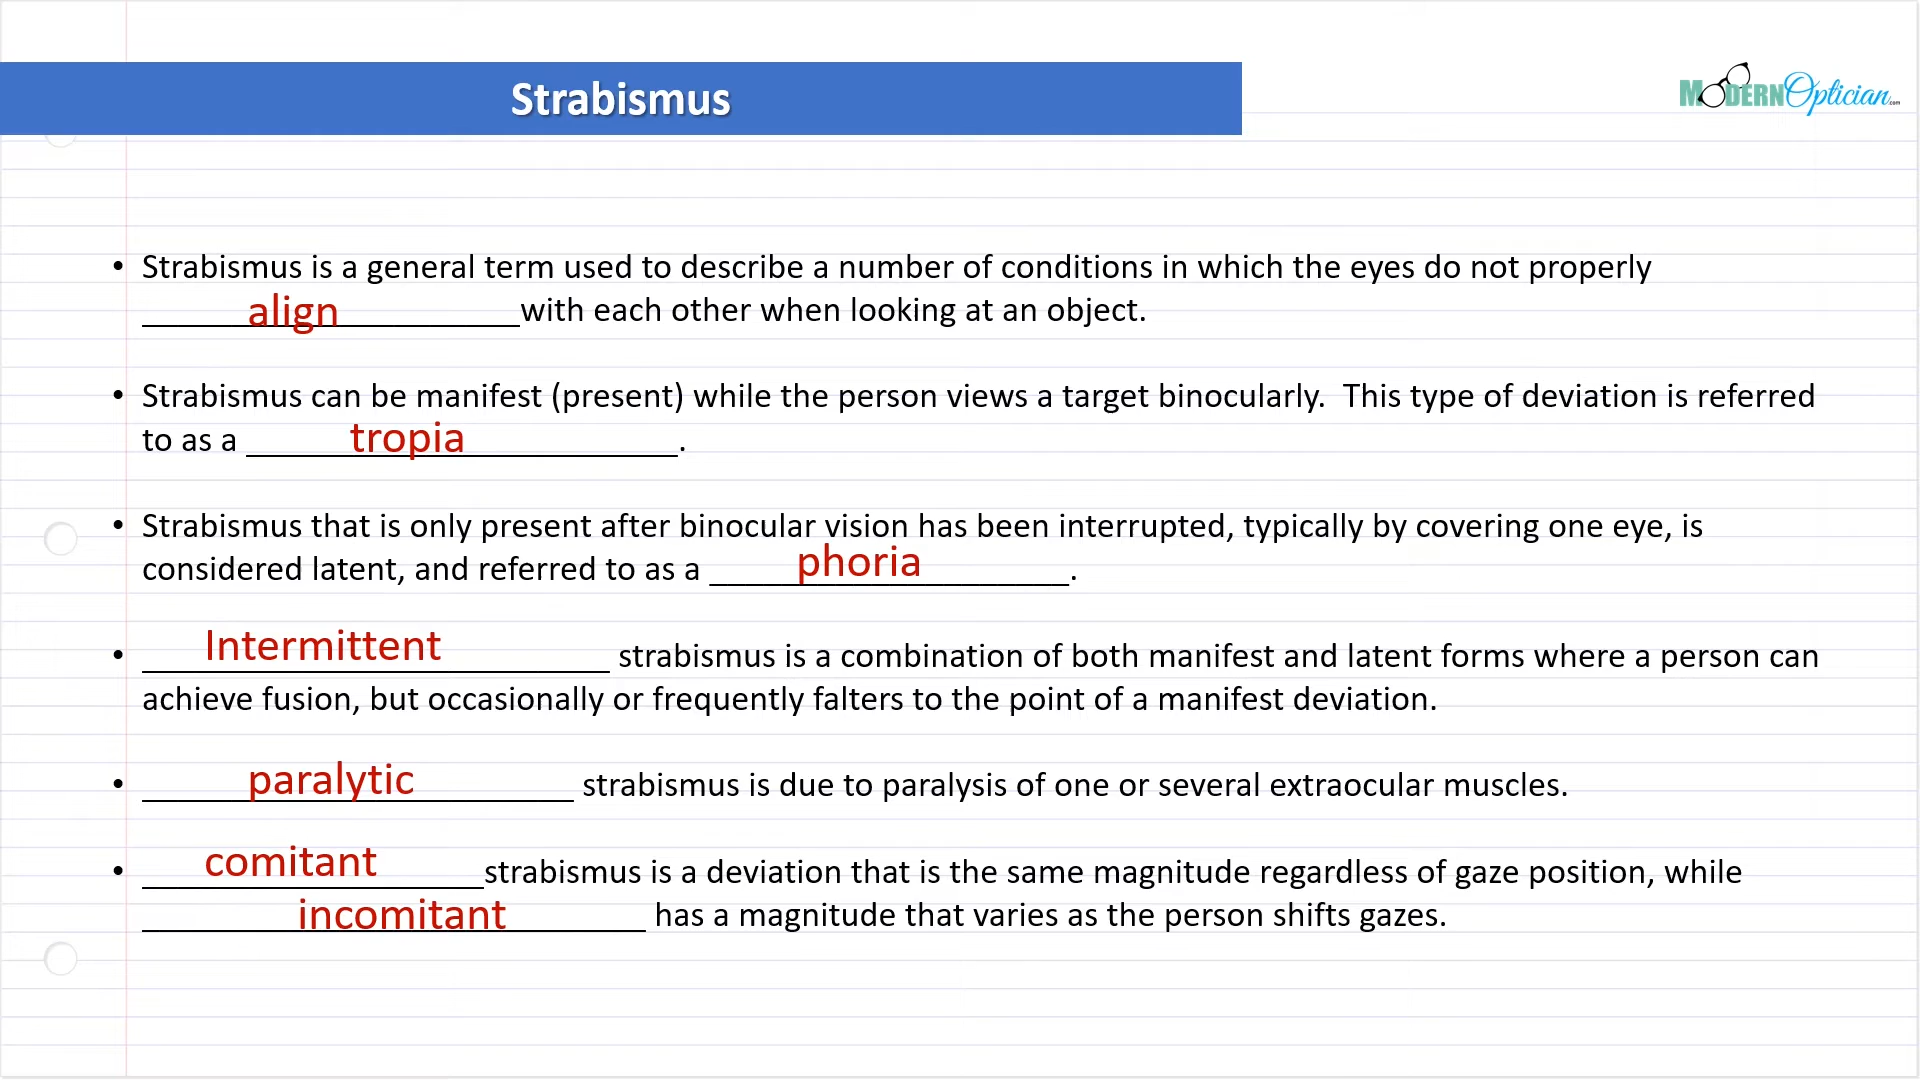 Strabismus
MODERNOptician.com
• Strabismus is a general term used to describe a number of conditions in which the eyes do not properly
align with each other when looking at an object.
• Strabismus can be manifest (present) while the person views a target binocularly.  This type of deviation is referred
to as a tropia.
• Strabismus that is only present after binocular vision has been interrupted, typically by covering one eye, is
considered latent, and referred to as a phoria.
• Intermittent strabismus is a combination of both manifest and latent forms where a person can
achieve fusion, but occasionally or frequently falters to the point of a manifest deviation.
• paralytic strabismus is due to paralysis of one or several extraocular muscles.
• comitant strabismus is a deviation that is the same magnitude regardless of gaze position, while
incomitant has a magnitude that varies as the person shifts gazes.